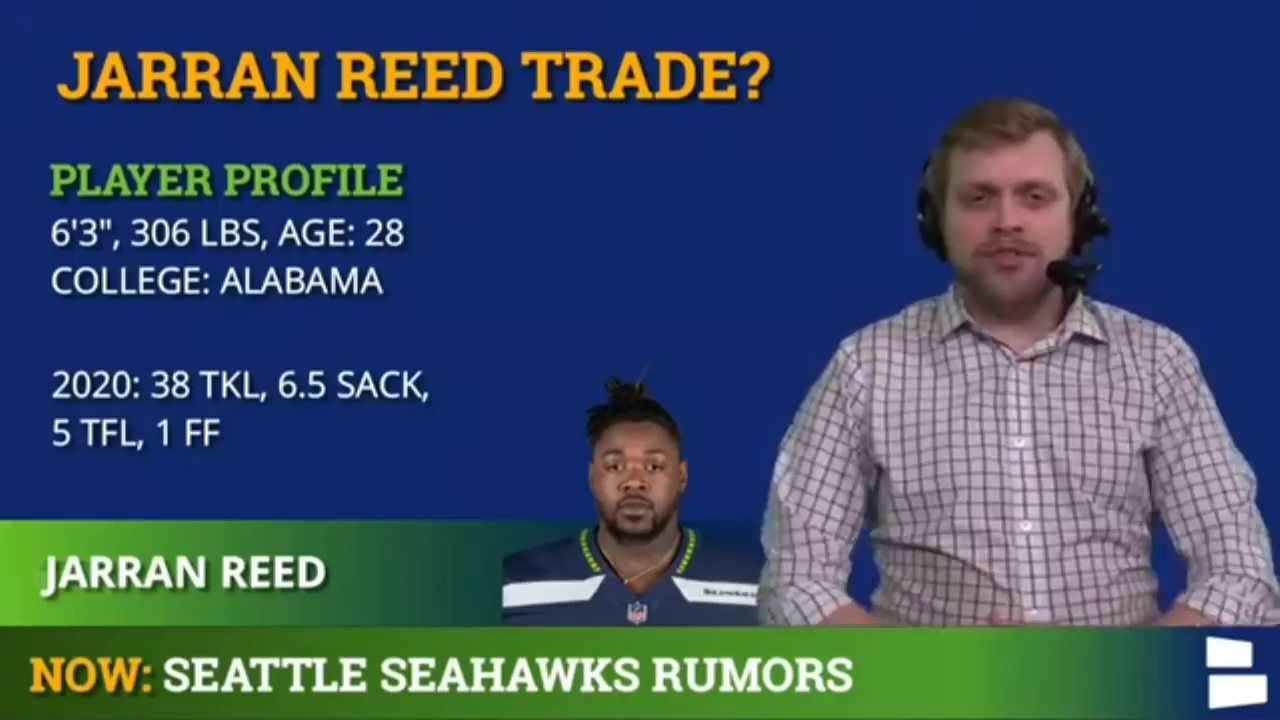 JARRAN REED TRADE?
PLAYER PROFILE
6'3", 306 LBS, AGE: 28
COLLEGE: ALABAMA
2020: 38 TKL, 6.5 SACK,
5 TFL, 1 FF
JARRAN REED
NOW: SEATTLE SEAHAWKS RUMORS